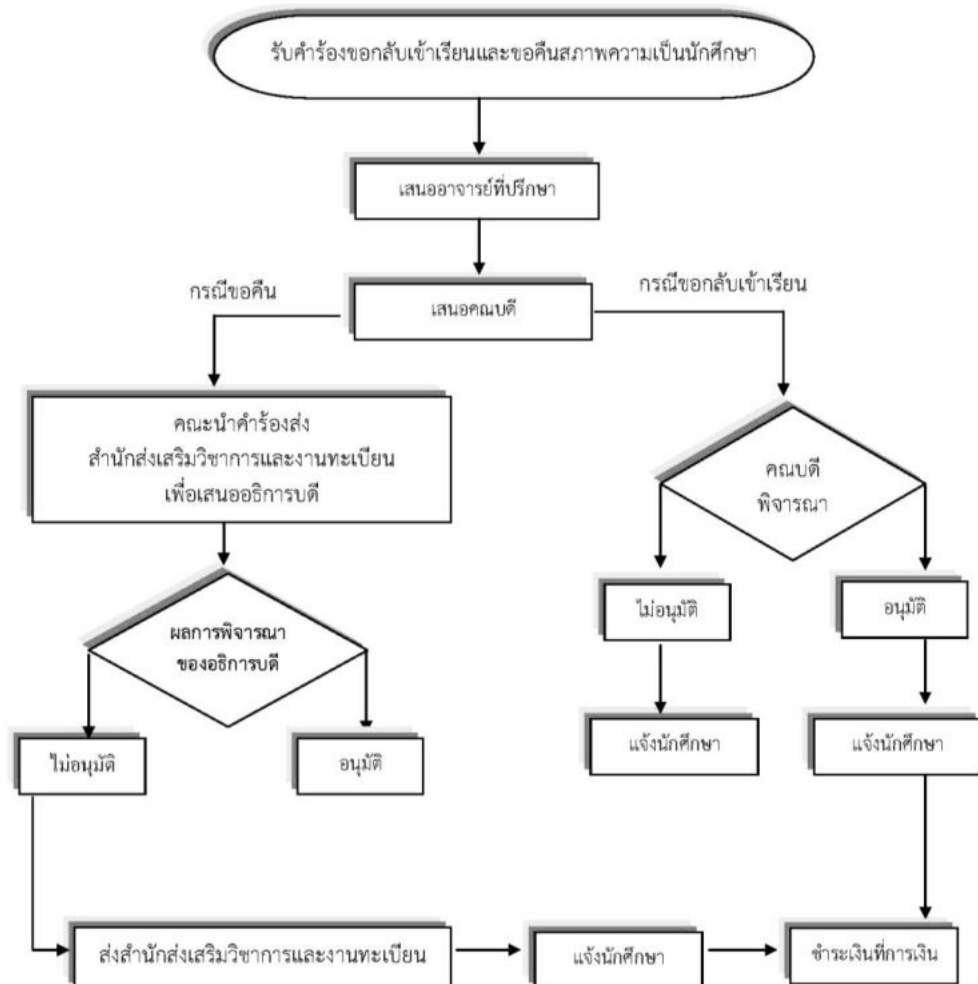 รับคำร้องขอกลับเข้าเรียนและขอคืนสภาพความเป็นนักศึกษา
เสนออาจารย์ที่ปรึกษา
กรณีขอคืน
กรณีขอกลับเข้าเรียน
เสนอคณบดี
คณะนำคำร้องส่ง
สำนักส่งเสริมวิชาการและงานทะเบียน
เพื่อเสนออธิการบดี
คณบดี
พิจารณา
ไม่อนุมัติ
อนุมัติ
ผลการพิจารณา
ของอธิการบดี
แจ้งนักศึกษา
แจ้งนักศึกษา
ไม่อนุมัติ
อนุมัติ
ส่งสำนักส่งเสริมวิชาการและงานทะเบียน
แจ้งนักศึกษา
ชำระเงินที่การเงิน